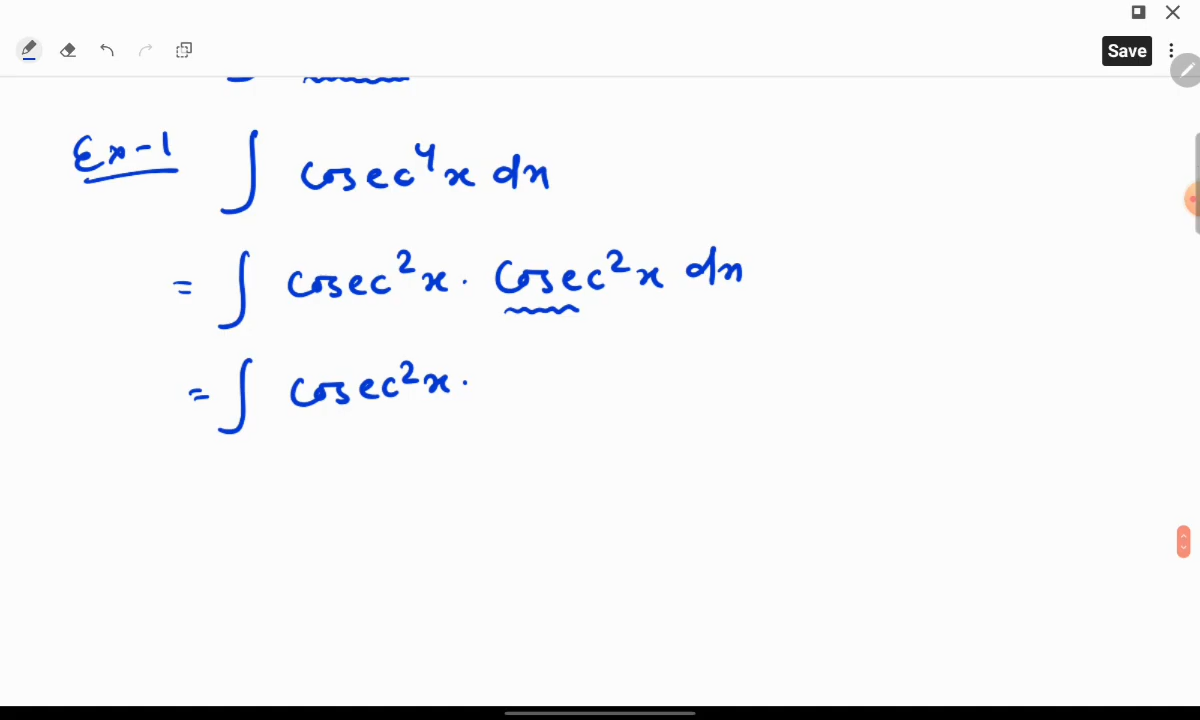 Save
Ex-1 ∫ cosec⁴x dx
= ∫ cosec²x · cosec²x dx
= ∫ cosec²x ·